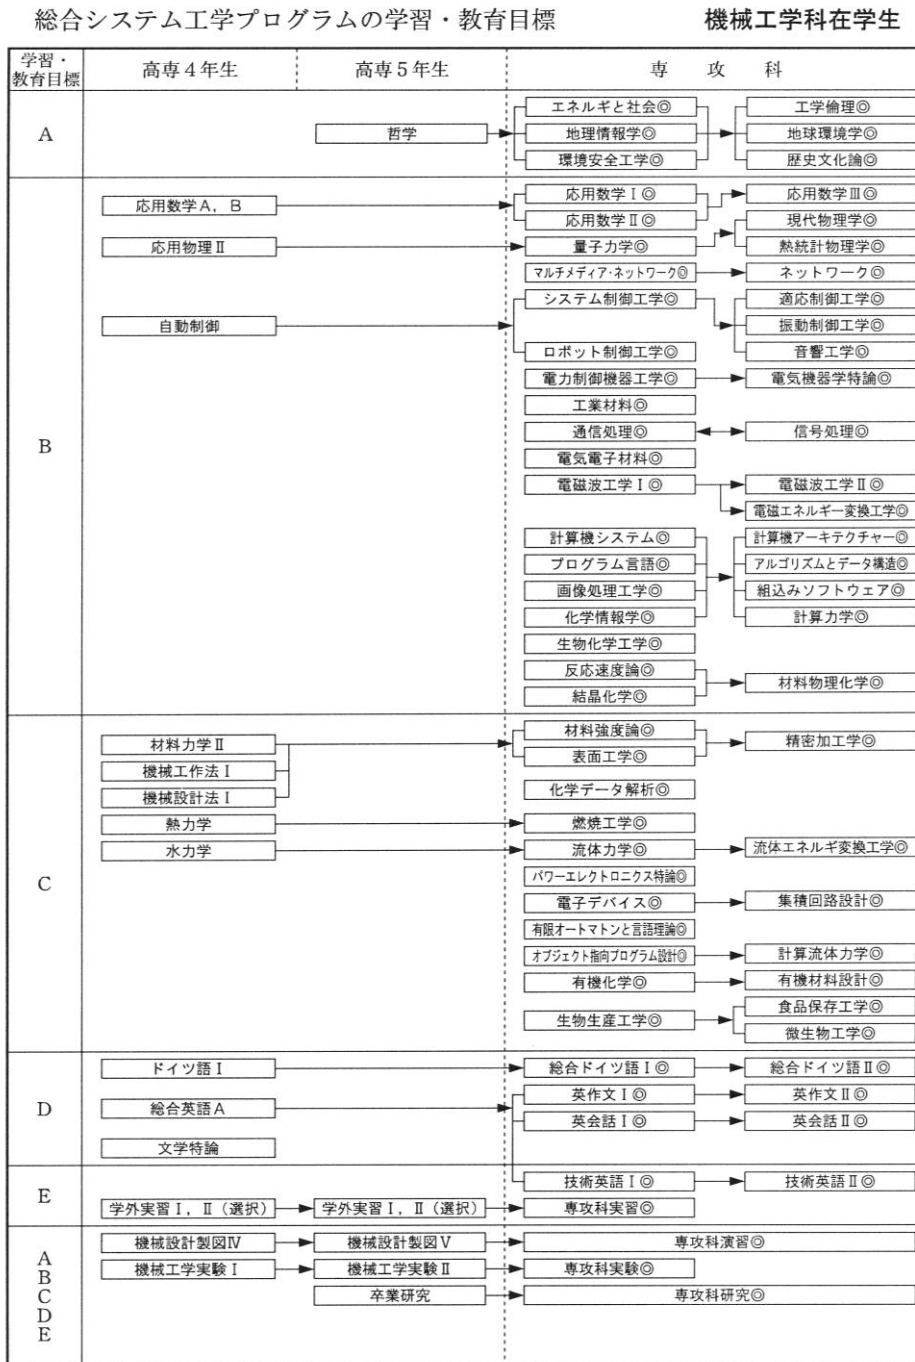 総合システム工学プログラムの学習・教育目標 機械工学科在学生
学習・教育目標 高専4年生 高専5年生 専攻科
A
エネルギと社会◎ 工学倫理◎
哲学 地理情報学◎ 地球環境学◎
環境安全工学◎ 歴史文化論◎
B
応用数学Ⅰ◎ 応用数学Ⅲ◎
応用数学A，B
応用数学Ⅱ◎ 現代物理学◎
応用物理Ⅱ 量子力学◎ 熱統計物理学◎
マルチメディア・ネットワーク◎ ネットワーク◎
システム制御工学◎ 適応制御工学◎
自動制御 振動制御工学◎
ロボット制御工学◎ 音響工学◎
電力制御機器工学◎ 電気機器学特論◎
工業材料◎
通信処理◎ 信号処理◎
電気電子材料◎
電磁波工学Ⅰ◎ 電磁波工学Ⅱ◎
電磁エネルギー変換工学◎
計算機システム◎ 計算機アーキテクチャー◎
プログラム言語◎ アルゴリズムとデータ構造◎
画像処理工学◎ 組込みソフトウェア◎
化学情報学◎ 計算力学◎
生物化学工学◎
反応速度論◎
材料物理化学◎
結晶化学◎
C
材料強度論◎
材料力学Ⅱ 精密加工学◎
表面工学◎
機械工作法Ⅰ
化学データ解析◎
機械設計法Ⅰ
熱力学 燃焼工学◎
水力学 流体力学◎ 流体エネルギ変換工学◎
パワーエレクトロニクス特論◎
電子デバイス◎ 集積回路設計◎
有限オートマトンと言語理論◎
オブジェクト指向プログラム設計◎ 計算流体力学◎
有機化学◎ 有機材料設計◎
食品保存工学◎
生物生産工学◎
微生物工学◎
D
ドイツ語Ⅰ 総合ドイツ語Ⅰ◎ 総合ドイツ語Ⅱ◎
英作文Ⅰ◎ 英作文Ⅱ◎
総合英語A
英会話Ⅰ◎ 英会話Ⅱ◎
文学特論
E
技術英語Ⅰ◎ 技術英語Ⅱ◎
学外実習Ⅰ，Ⅱ（選択） 学外実習Ⅰ，Ⅱ（選択） 専攻科実習◎
A
B
C
D
E
機械設計製図Ⅳ 機械設計製図Ⅴ 専攻科演習◎
機械工学実験Ⅰ 機械工学実験Ⅱ 専攻科実験◎
卒業研究 専攻科研究◎